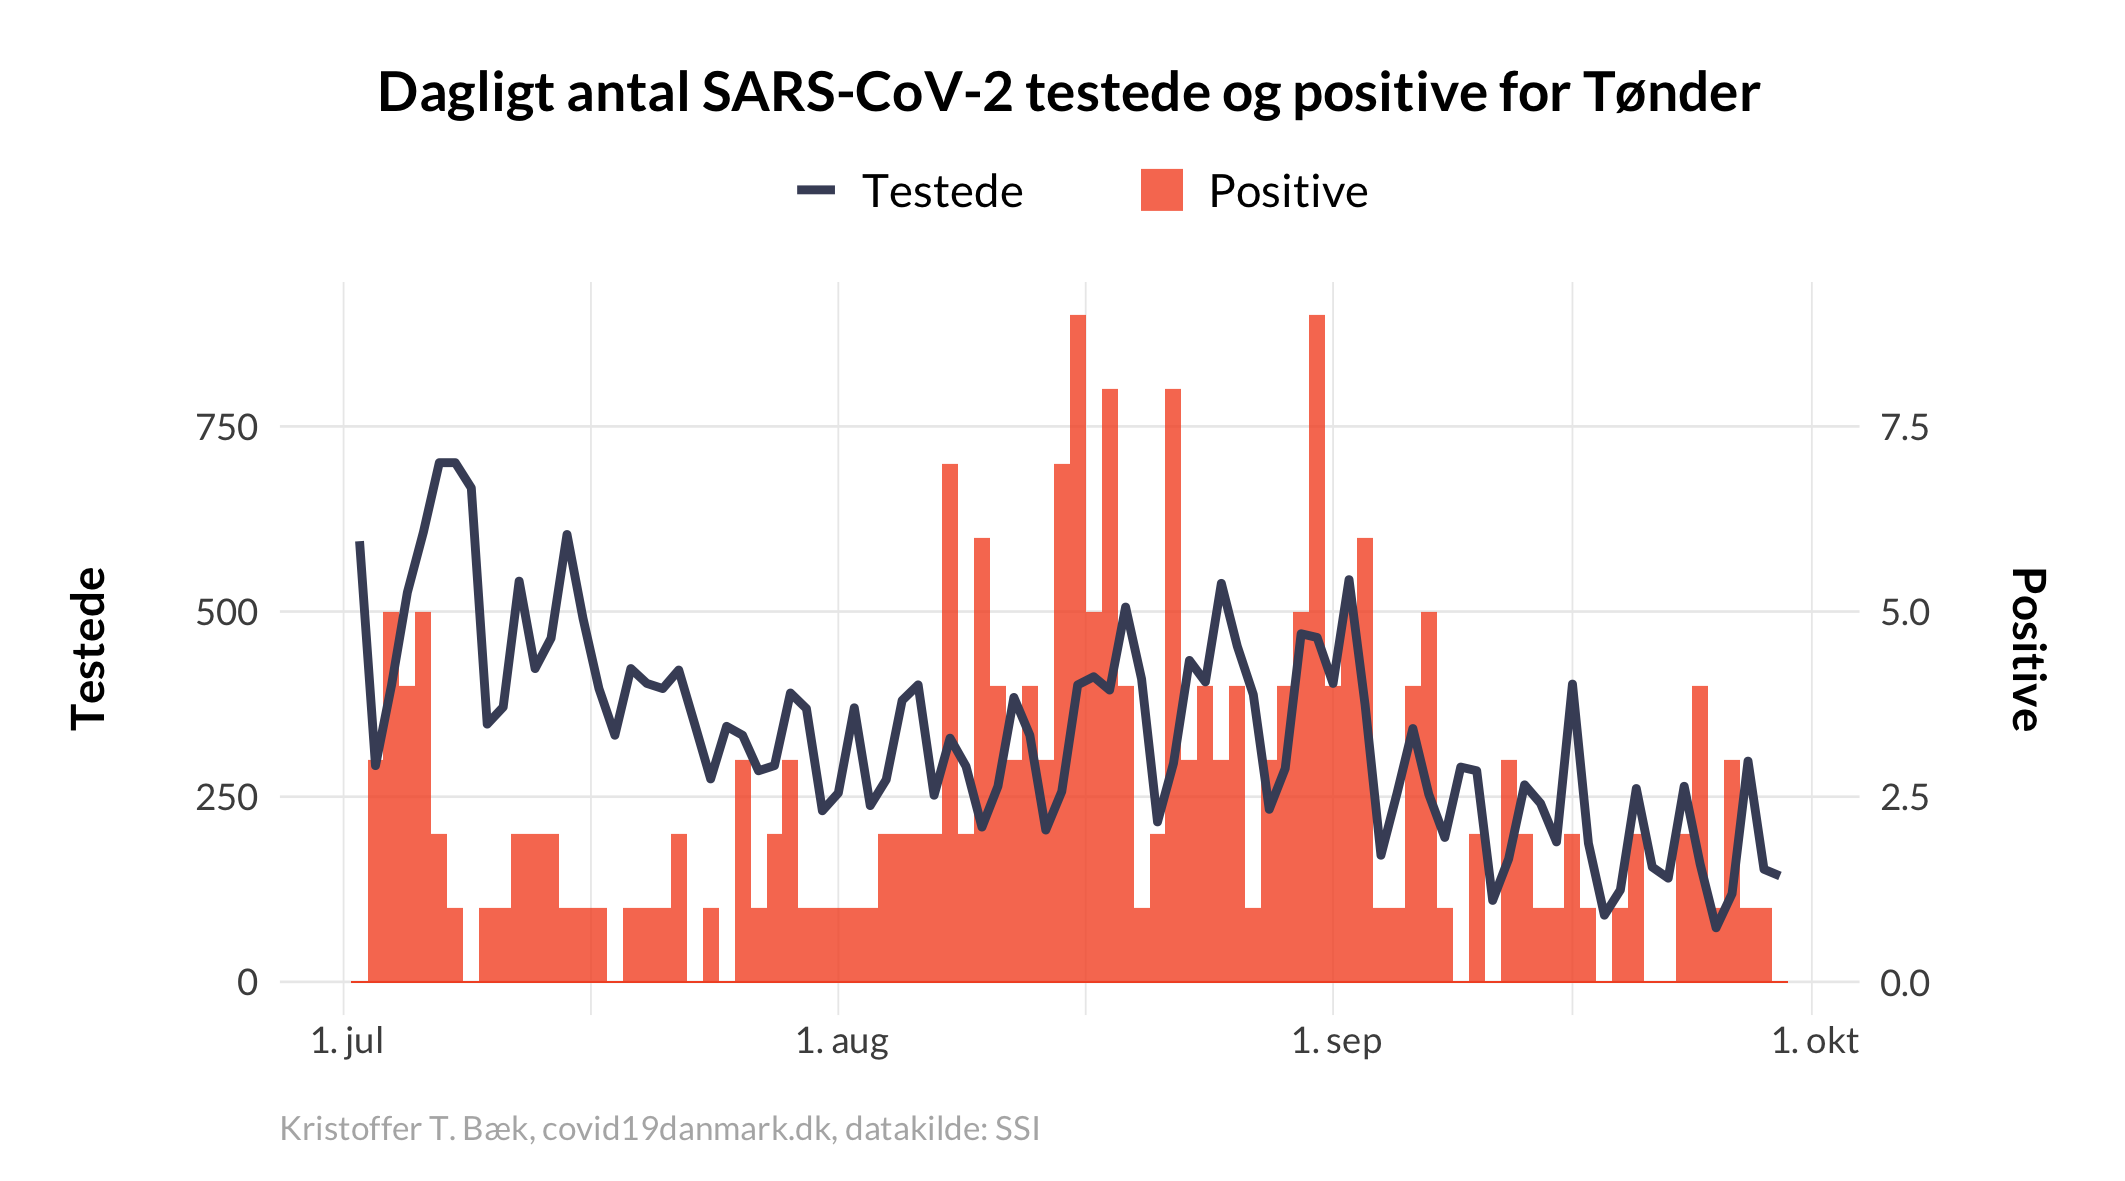 Dagligt antal SARS-CoV-2 testede og positive for Tønder
Testede
Positive
Testede
750
500
250
0
7.5
5.0
2.5
0.0
Positive
1. jul
1. aug
1. sep
1. okt
Kristoffer T. Bæk, covid19danmark.dk, datakilde: SSI